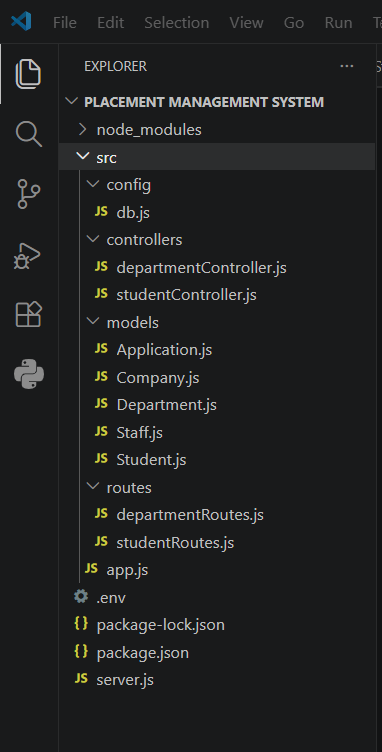 File Edit Selection View Go Run
EXPLORER ...
PLACEMENT MANAGEMENT SYSTEM
node_modules
src
config
JS db.js
controllers
JS departmentController.js
JS studentController.js
models
JS Application.js
JS Company.js
JS Department.js
JS Staff.js
JS Student.js
routes
JS departmentRoutes.js
JS studentRoutes.js
JS app.js
.env
{} package-lock.json
{} package.json
JS server.js